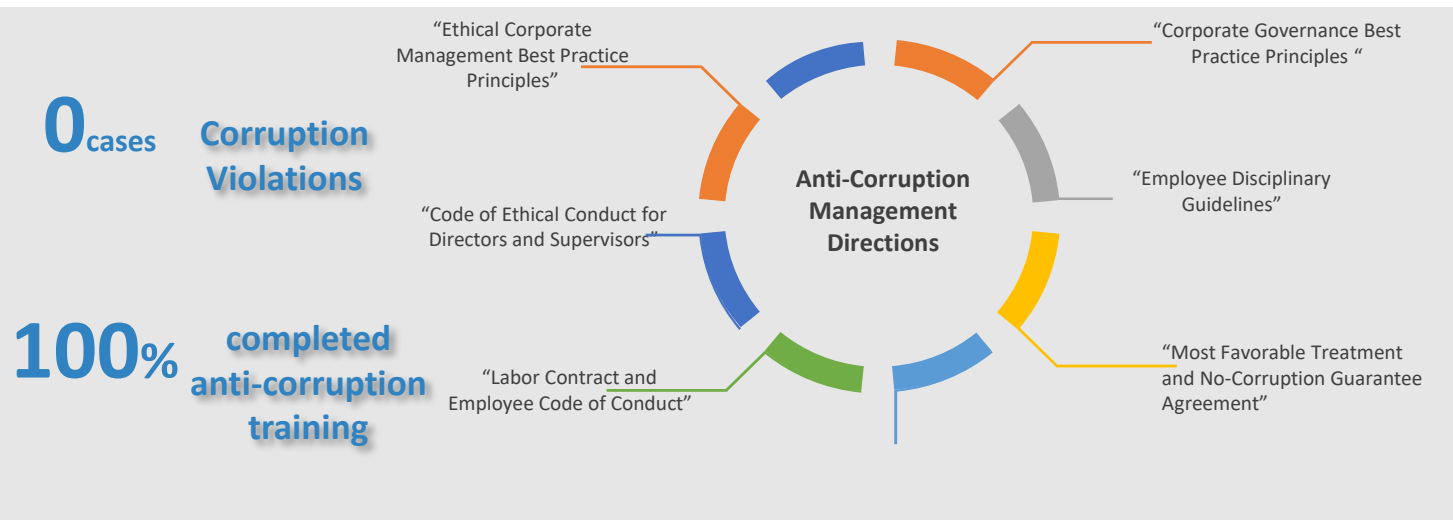 0 cases
Corruption
Violations
100%
completed
anti-corruption
training
“Ethical Corporate
Management Best Practice
Principles”
“Code of Ethical Conduct for
Directors and Supervisors”
“Labor Contract and
Employee Code of Conduct”
Anti-Corruption
Management
Directions
“Corporate Governance Best
Practice Principles “
“Employee Disciplinary
Guidelines”
“Most Favorable Treatment
and No-Corruption Guarantee
Agreement”